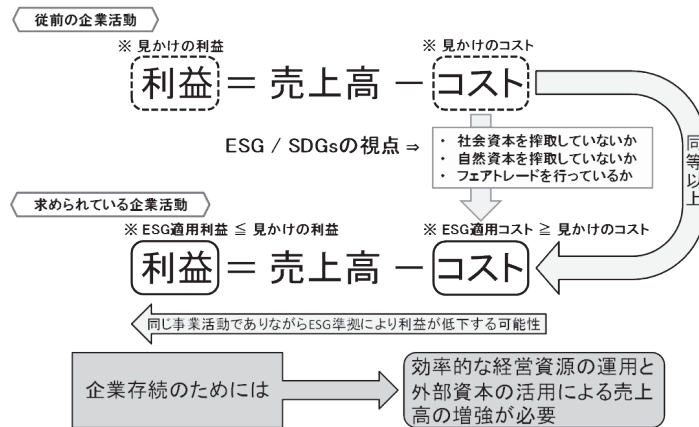 従前の企業活動
※ 見かけの利益
※ 見かけのコスト
利益 = 売上高 − コスト
ESG / SDGsの視点 ⇒
・ 社会資本を搾取していないか
・ 自然資本を搾取していないか
・ フェアトレードを行っているか
同等以上
求められている企業活動
※ ESG適用利益 ≦ 見かけの利益
※ ESG適用コスト ≧ 見かけのコスト
利益 = 売上高 − コスト
同じ事業活動でありながらESG準拠により利益が低下する可能性
企業存続のためには
効率的な経営資源の運用と
外部資本の活用による売上
高の増強が必要